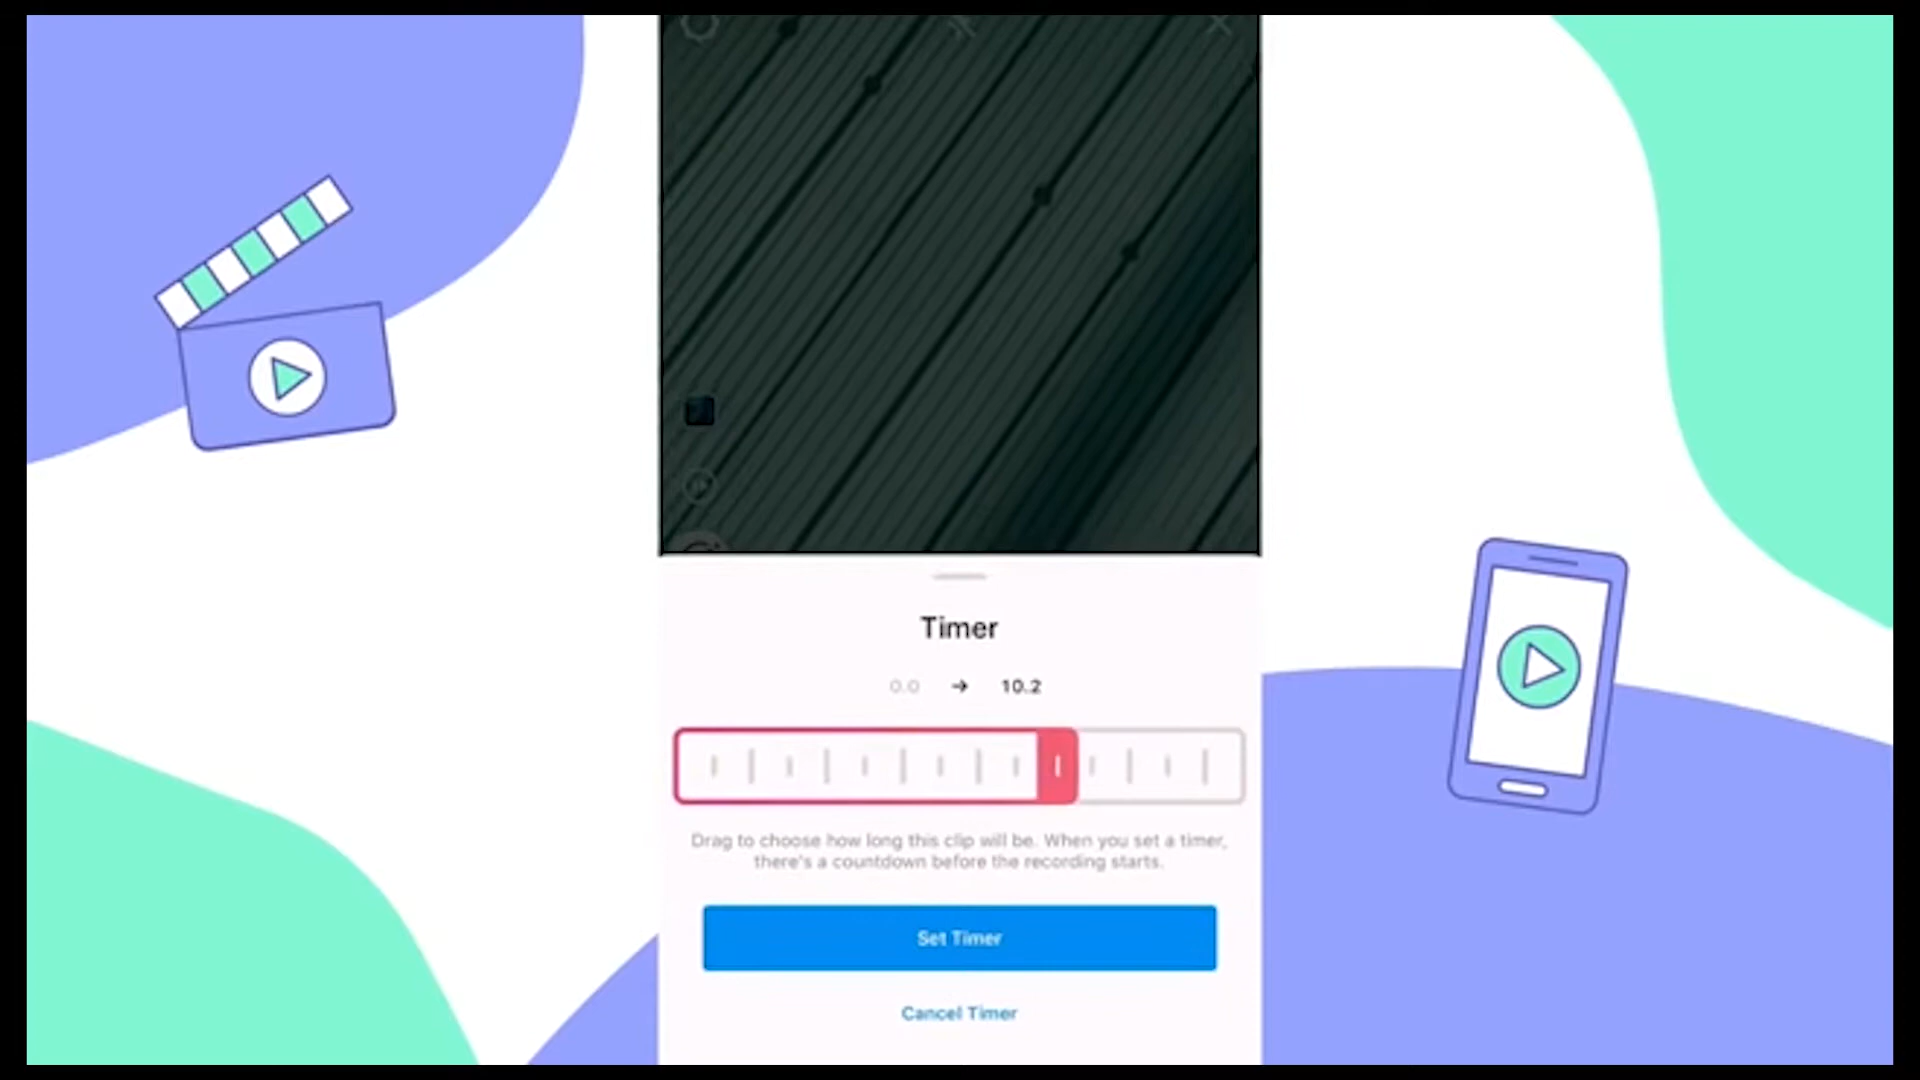 Timer
0.0 → 10.2
Drag to choose how long this clip will be. When you set a timer,
there's a countdown before the recording starts.
Set Timer
Cancel Timer